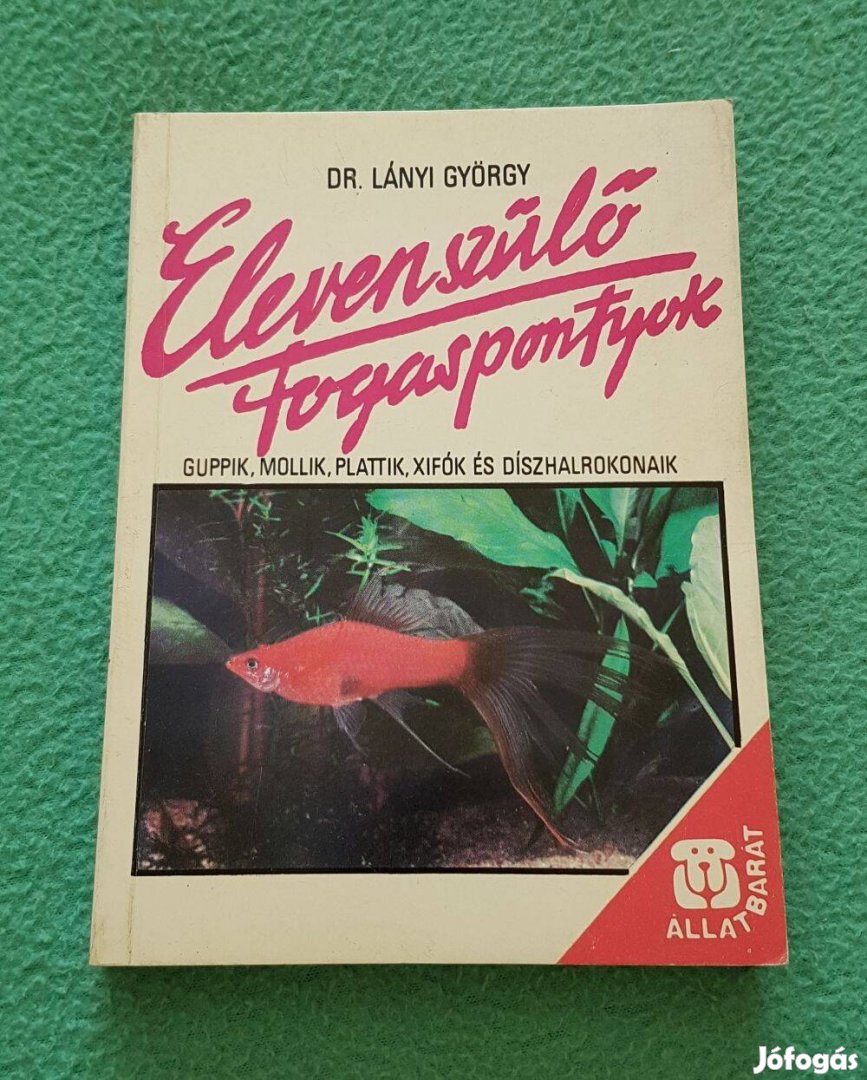 DR. LÁNYI GYÖRGY
Elevenszülő
fogaspontyok
GUPPIK, MOLLIK, PLATTIK, XIFÓK ÉS DÍSZHALROKONAIK
ÁLLATBARÁT
Jófogás